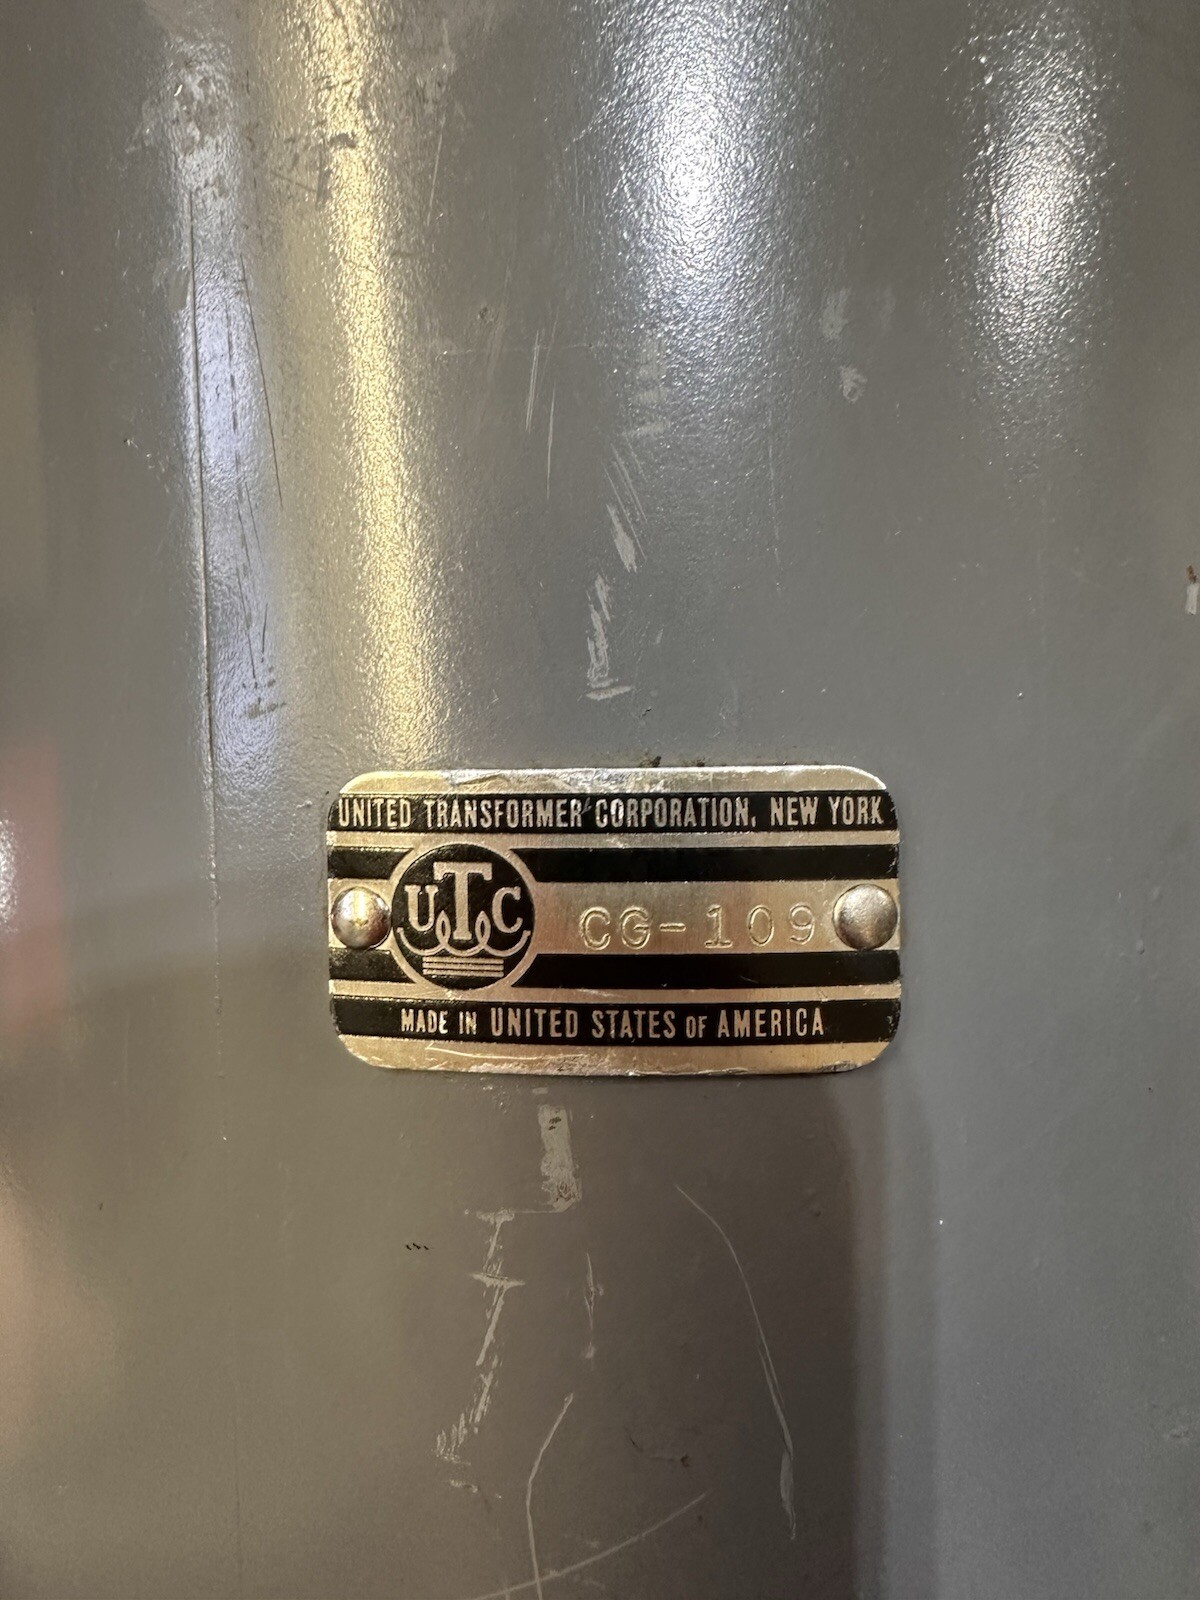 UNITED TRANSFORMER CORPORATION, NEW YORK
UTC
CG-109
MADE IN UNITED STATES OF AMERICA